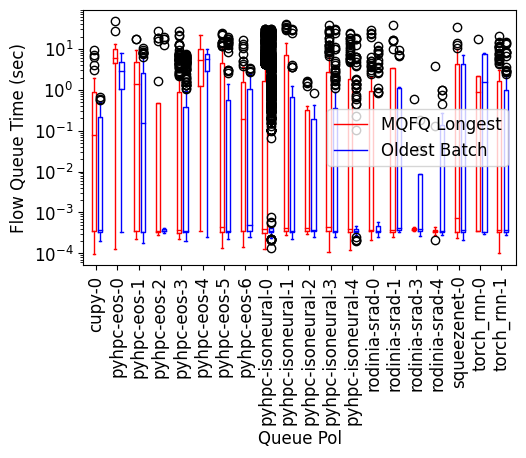 Flow Queue Time (sec)
10¹
10⁰
10⁻¹
10⁻²
10⁻³
10⁻⁴
MQFQ Longest
Oldest Batch
cupy-0
pyhpc-eos-0
pyhpc-eos-1
pyhpc-eos-2
pyhpc-eos-3
pyhpc-eos-4
pyhpc-eos-5
pyhpc-eos-6
pyhpc-isoneural-0
pyhpc-isoneural-1
pyhpc-isoneural-2
pyhpc-isoneural-3
pyhpc-isoneural-4
rodinia-srad-0
rodinia-srad-1
rodinia-srad-3
rodinia-srad-4
squeezenet-0
torch_rnn-0
torch_rnn-1
Queue Pol